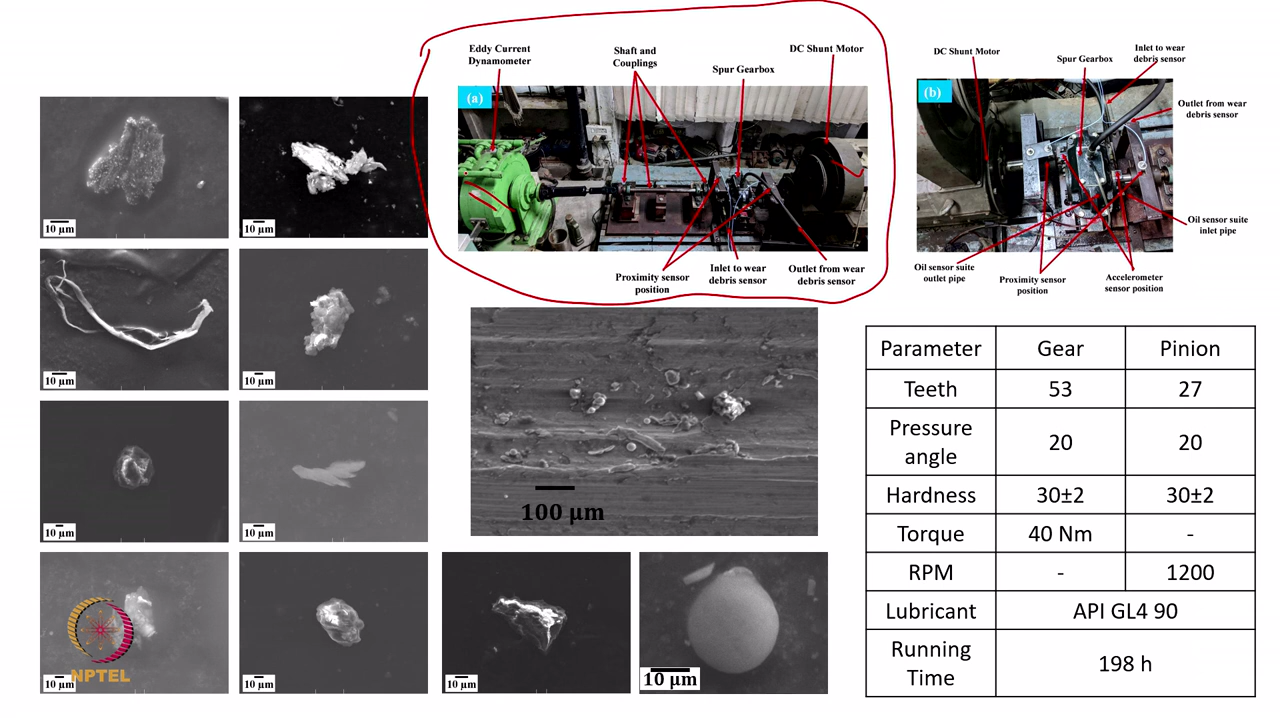 Eddy Current
Dynamometer
Shaft and
Couplings
Spur Gearbox
DC Shunt Motor
(a)
Proximity sensor
position
Inlet to wear
debris sensor
Outlet from wear
debris sensor
DC Shunt Motor
Spur Gearbox
Inlet to wear
debris sensor
(b)
Outlet from wear
debris sensor
Oil sensor suite
inlet pipe
Oil sensor suite
outlet pipe
Proximity sensor
position
Accelerometer
sensor position
10 µm
10 µm
10 µm
10 µm
10 µm
10 µm
10 µm
10 µm
10 µm
10 µm
100 µm
NPTEL
Parameter Gear Pinion
Teeth 53 27
Pressure
angle 20 20
Hardness 30±2 30±2
Torque 40 Nm -
RPM - 1200
Lubricant API GL4 90
Running
Time 198 h